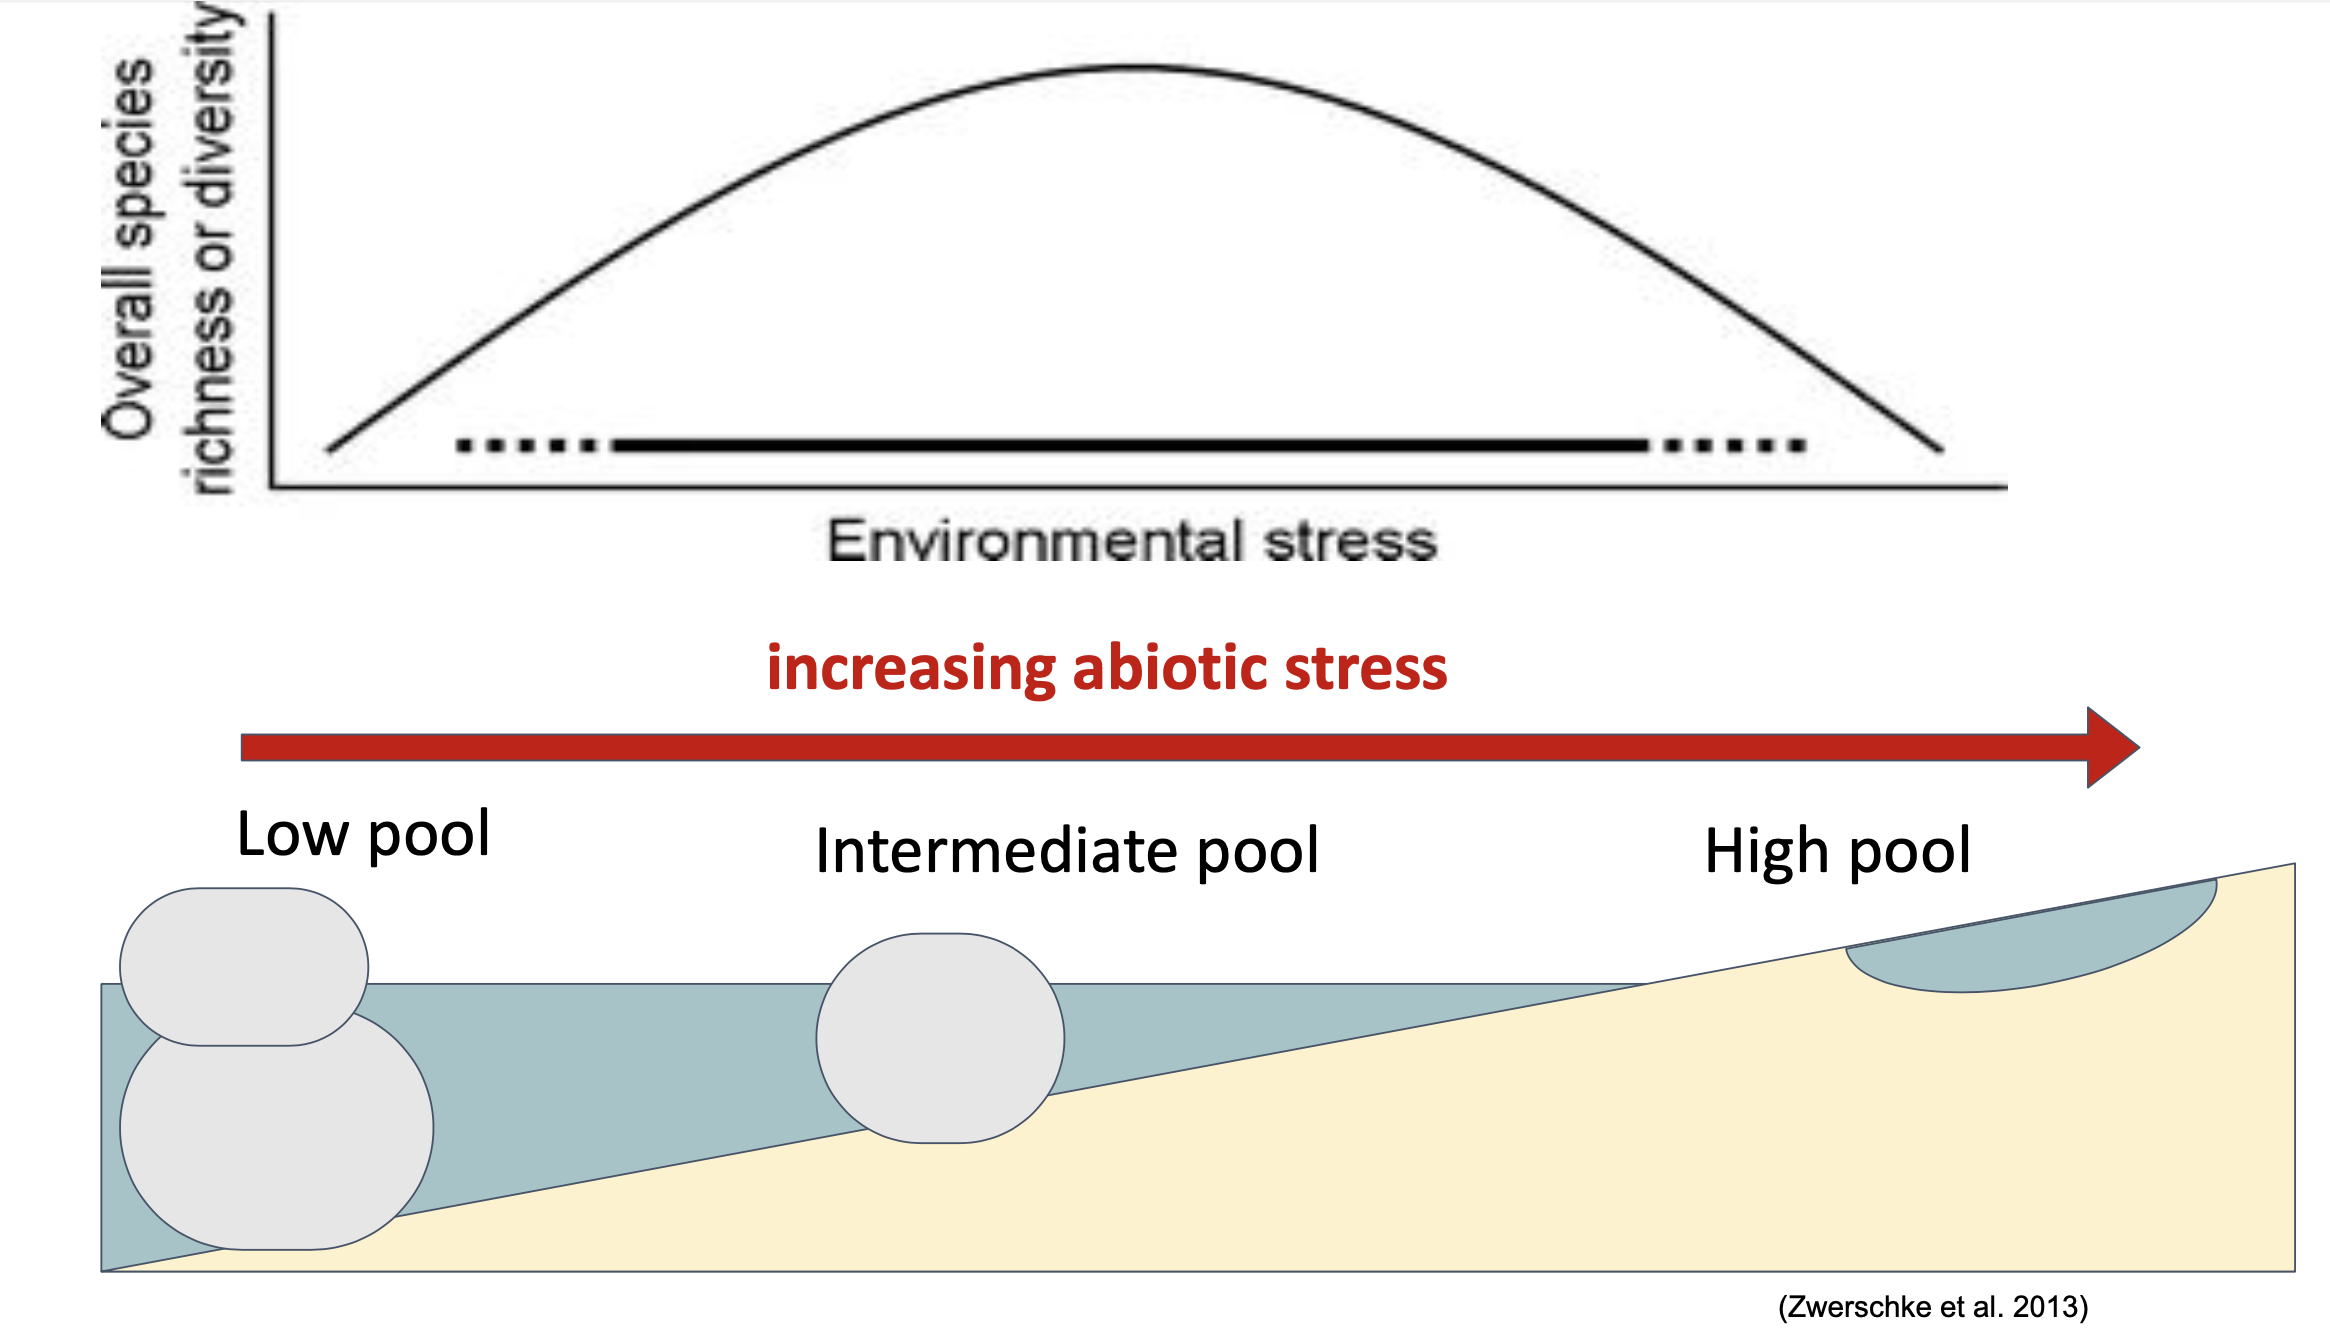 Overall species
richness or diversity
Environmental stress
increasing abiotic stress
Low pool
Intermediate pool
High pool
(Zwerschke et al. 2013)